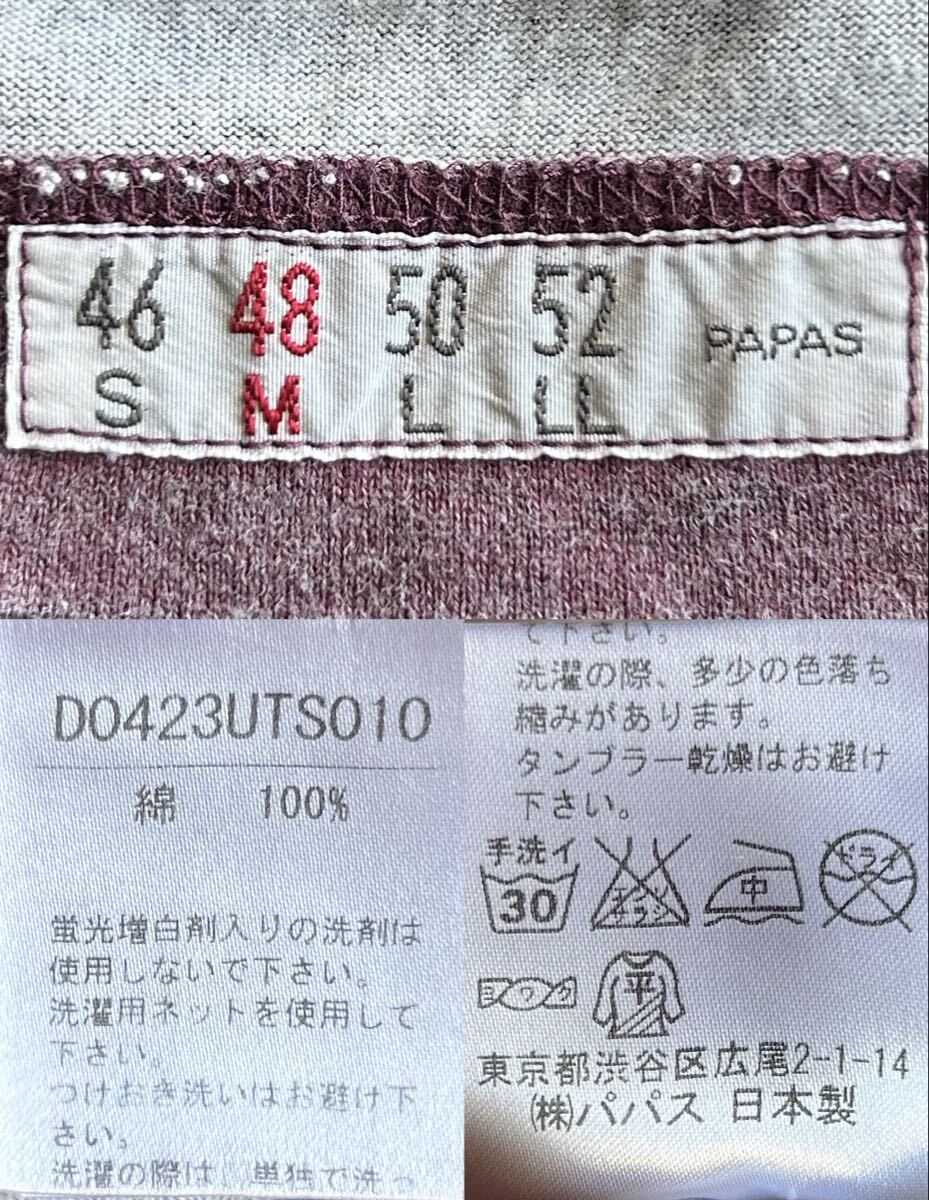 46 48 50 52 PAPAS
S M L LL
D0423UTS010
綿 100%
蛍光増白剤入りの洗剤は
使用しないで下さい。
洗濯用ネットを使用して
下さい。
つけおき洗いはお避け下
さい。
洗濯の際は、単独で洗っ
て下さい。
洗濯の際、多少の色落ち
縮みがあります。
タンブラー乾燥はお避け
下さい。
手洗イ
30 エンソサラシ 中 ドライ
ヨワク 平
東京都渋谷区広尾2-1-14
㈱パパス 日本製